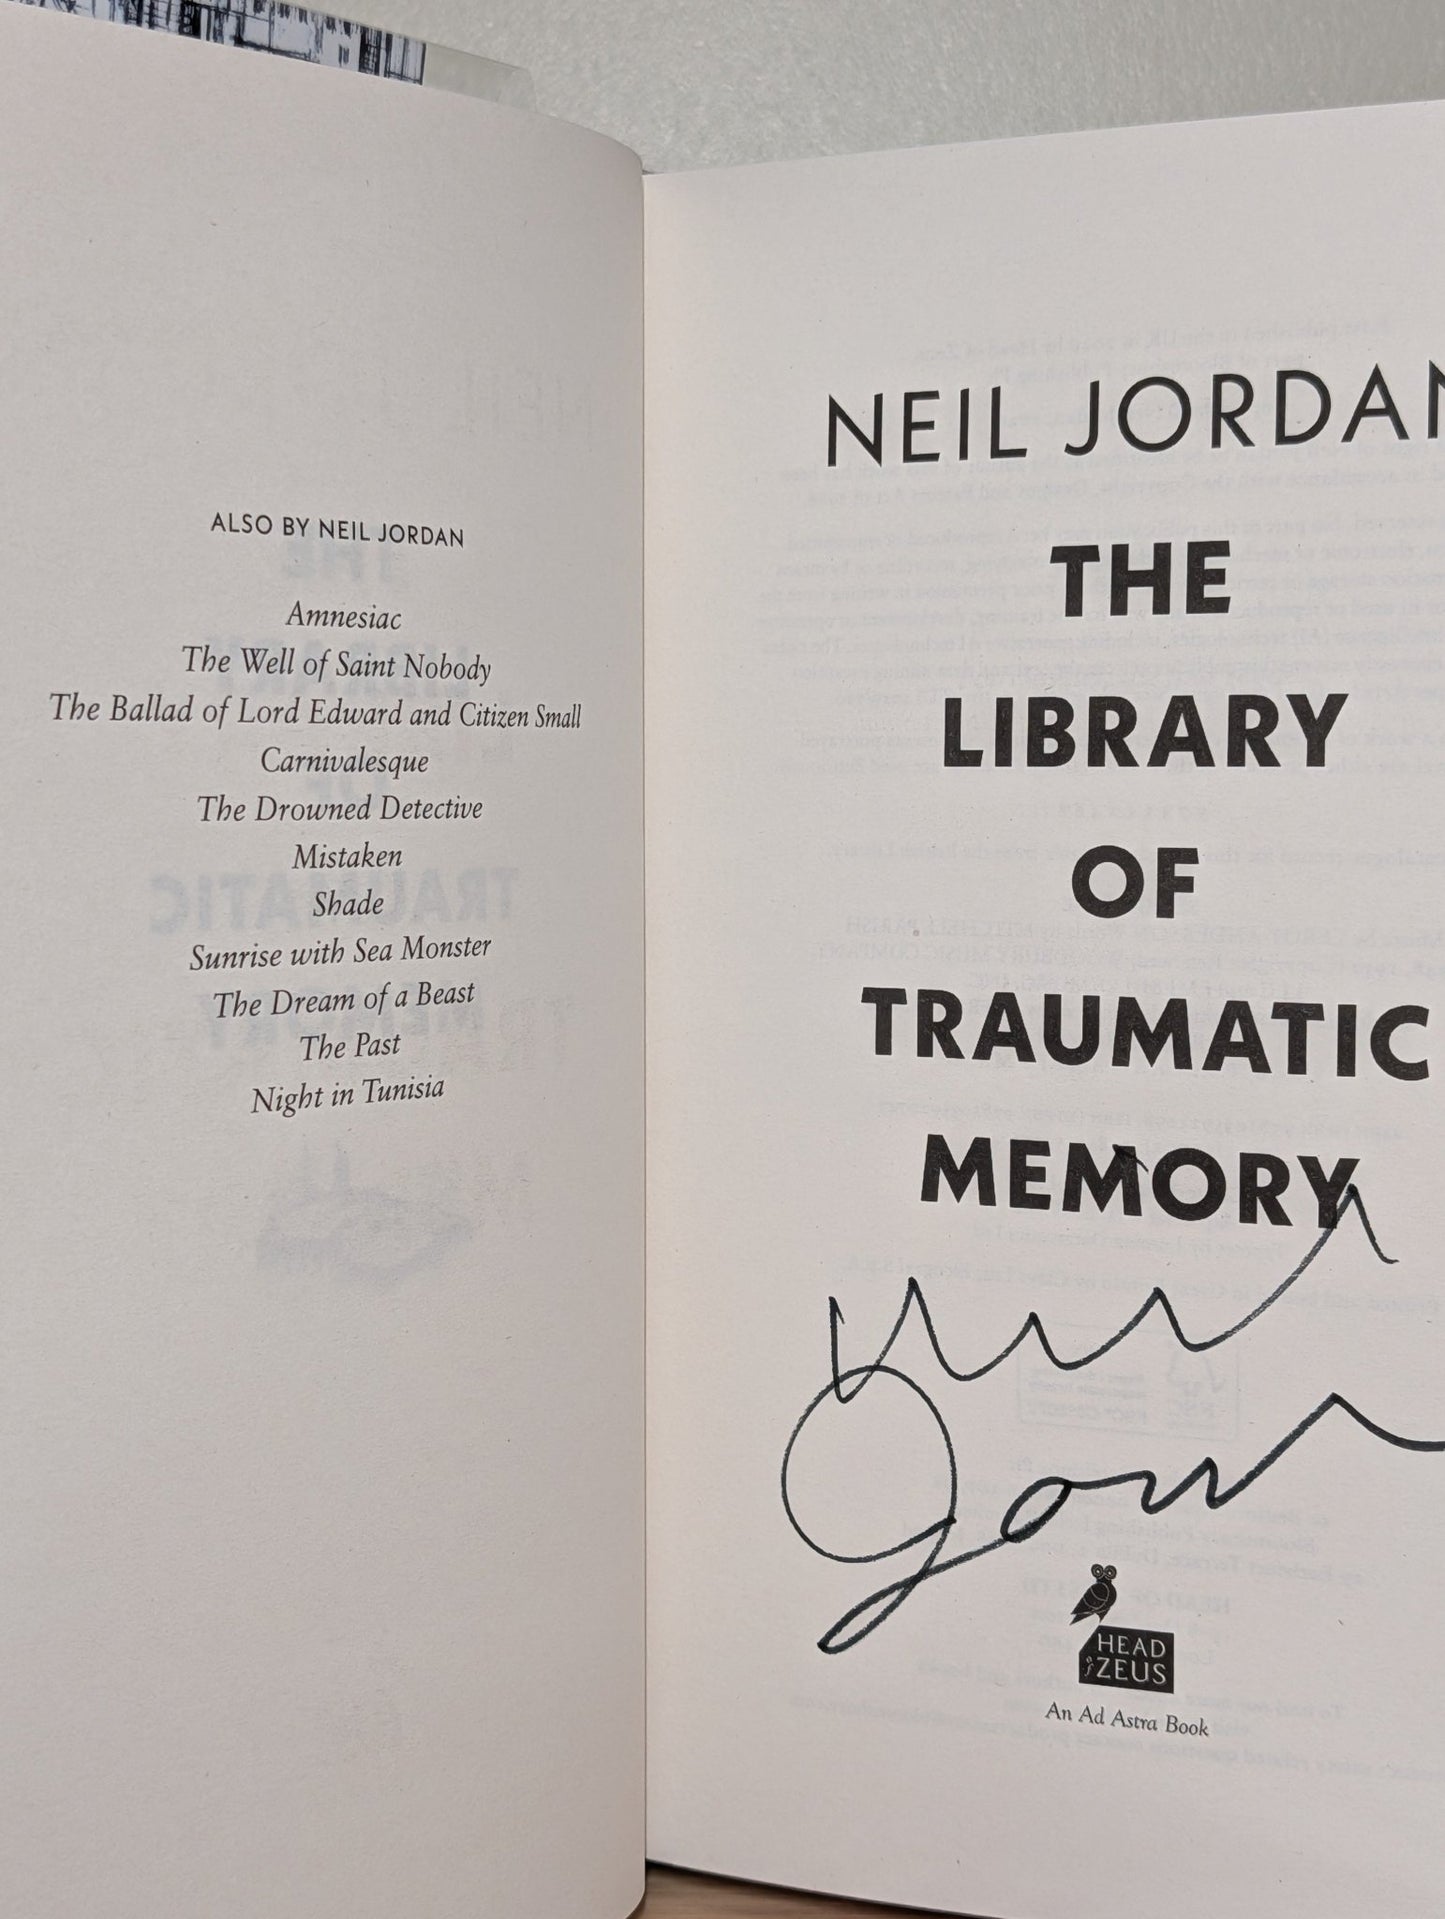 ALSO BY NEIL JORDAN
Amnesiac
The Well of Saint Nobody
The Ballad of Lord Edward and Citizen Small
Carnivalesque
The Drowned Detective
Mistaken
Shade
Sunrise with Sea Monster
The Dream of a Beast
The Past
Night in Tunisia
NEIL JORDAN
THE
LIBRARY
OF
TRAUMATIC
MEMORY
Neil
Jordan
HEAD
of ZEUS
An Ad Astra Book